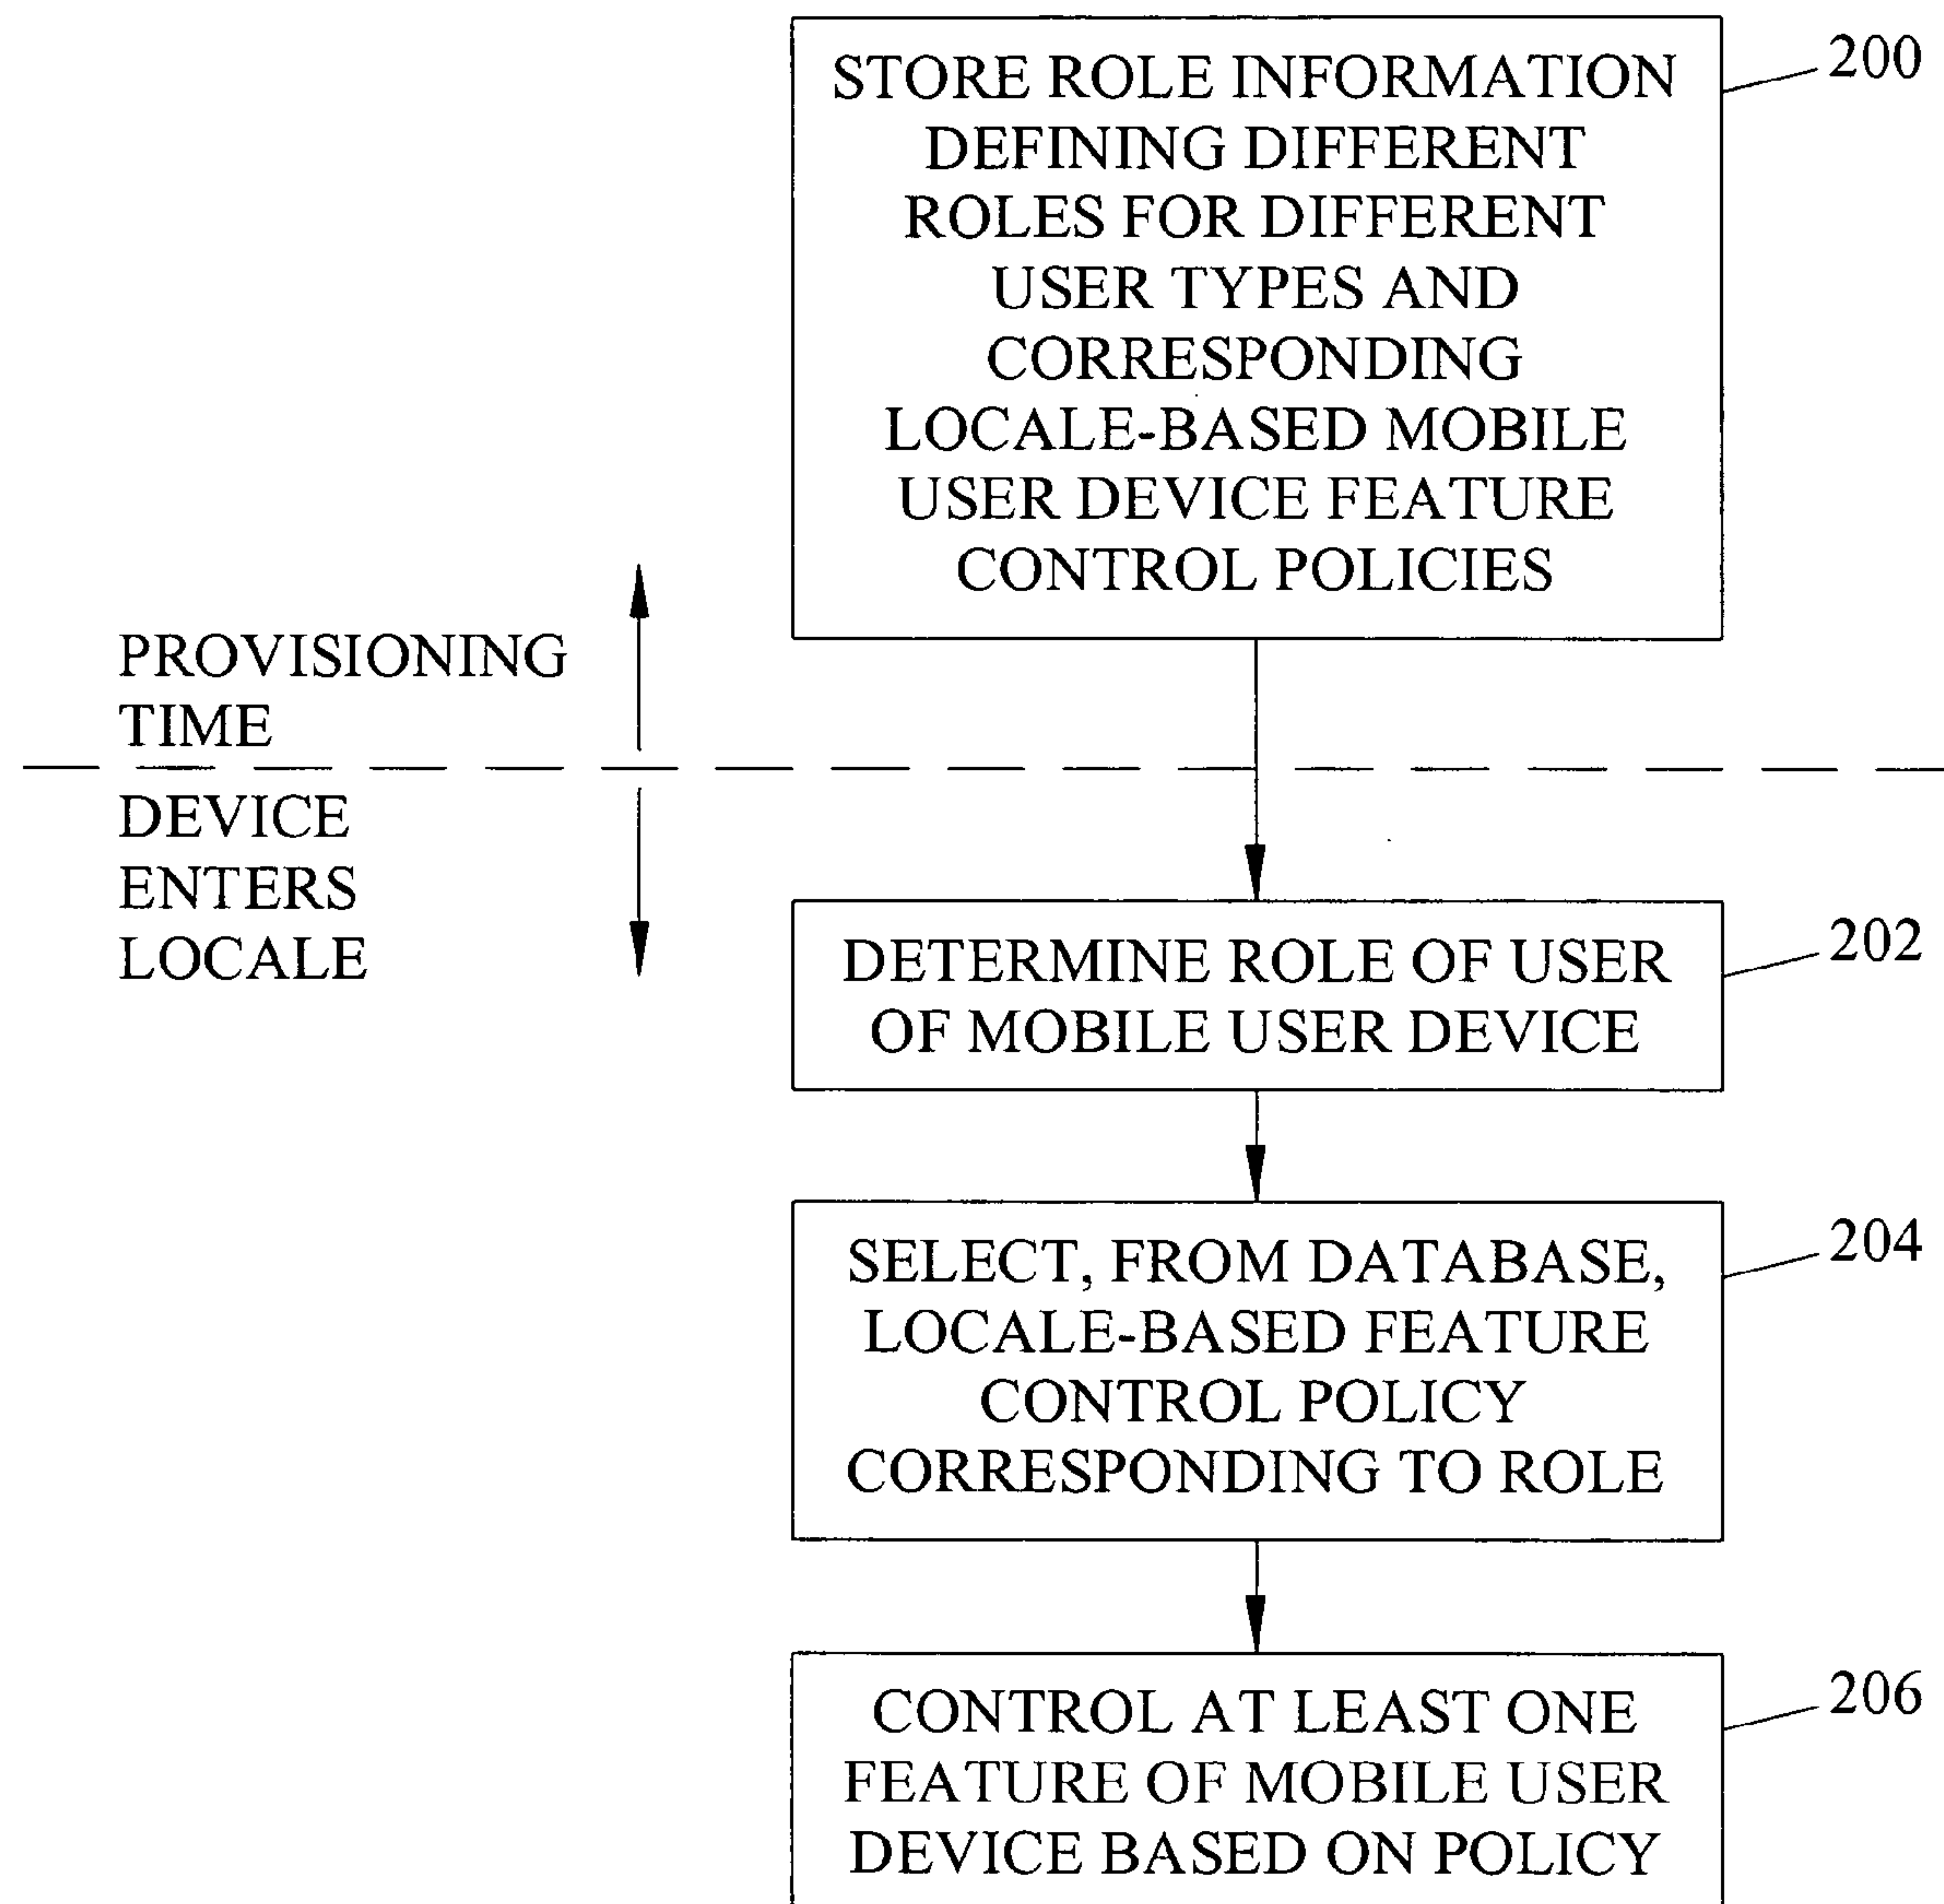 STORE ROLE INFORMATION
DEFINING DIFFERENT
ROLES FOR DIFFERENT
USER TYPES AND
CORRESPONDING
LOCALE-BASED MOBILE
USER DEVICE FEATURE
CONTROL POLICIES
200
PROVISIONING
TIME
DEVICE
ENTERS
LOCALE
DETERMINE ROLE OF USER
OF MOBILE USER DEVICE
202
SELECT, FROM DATABASE,
LOCALE-BASED FEATURE
CONTROL POLICY
CORRESPONDING TO ROLE
204
CONTROL AT LEAST ONE
FEATURE OF MOBILE USER
DEVICE BASED ON POLICY
206